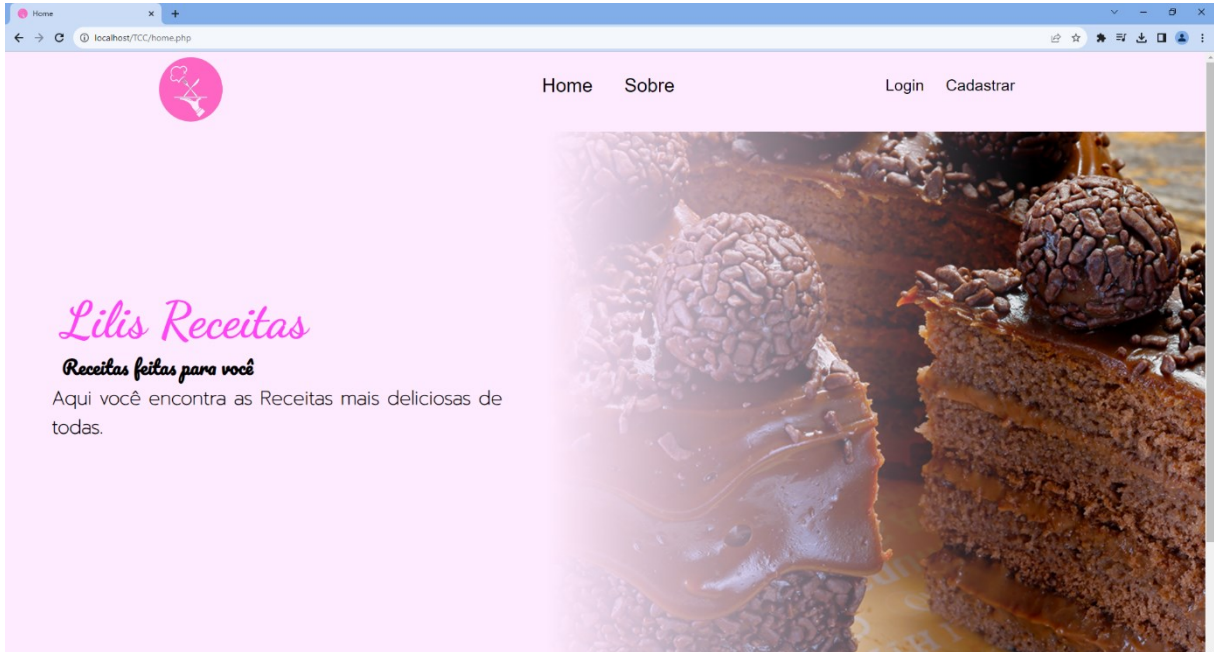 Home
localhost/TCC/home.php
Home Sobre Login Cadastrar
Lilis Receitas
Receitas feitas para você
Aqui você encontra as Receitas mais deliciosas de
todas.